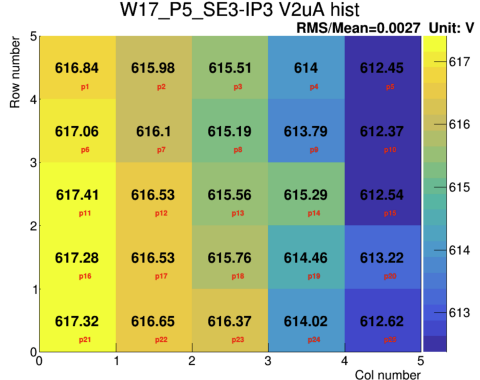 W17_P5_SE3-IP3 V2uA hist
RMS/Mean=0.0027 Unit: V
Row number
5
616.84 615.98 615.51 614 612.45
p1 p2 p3 p4 p5
4
617.06 616.1 615.19 613.79 612.37
p6 p7 p8 p9 p10
3
617.41 616.53 615.56 615.29 612.54
p11 p12 p13 p14 p15
2
617.28 616.53 615.76 614.46 613.22
p16 p17 p18 p19 p20
1
617.32 616.65 616.37 614.02 612.62
p21 p22 p23 p24 p25
0
0 1 2 3 4 5
Col number
617
616
615
614
613